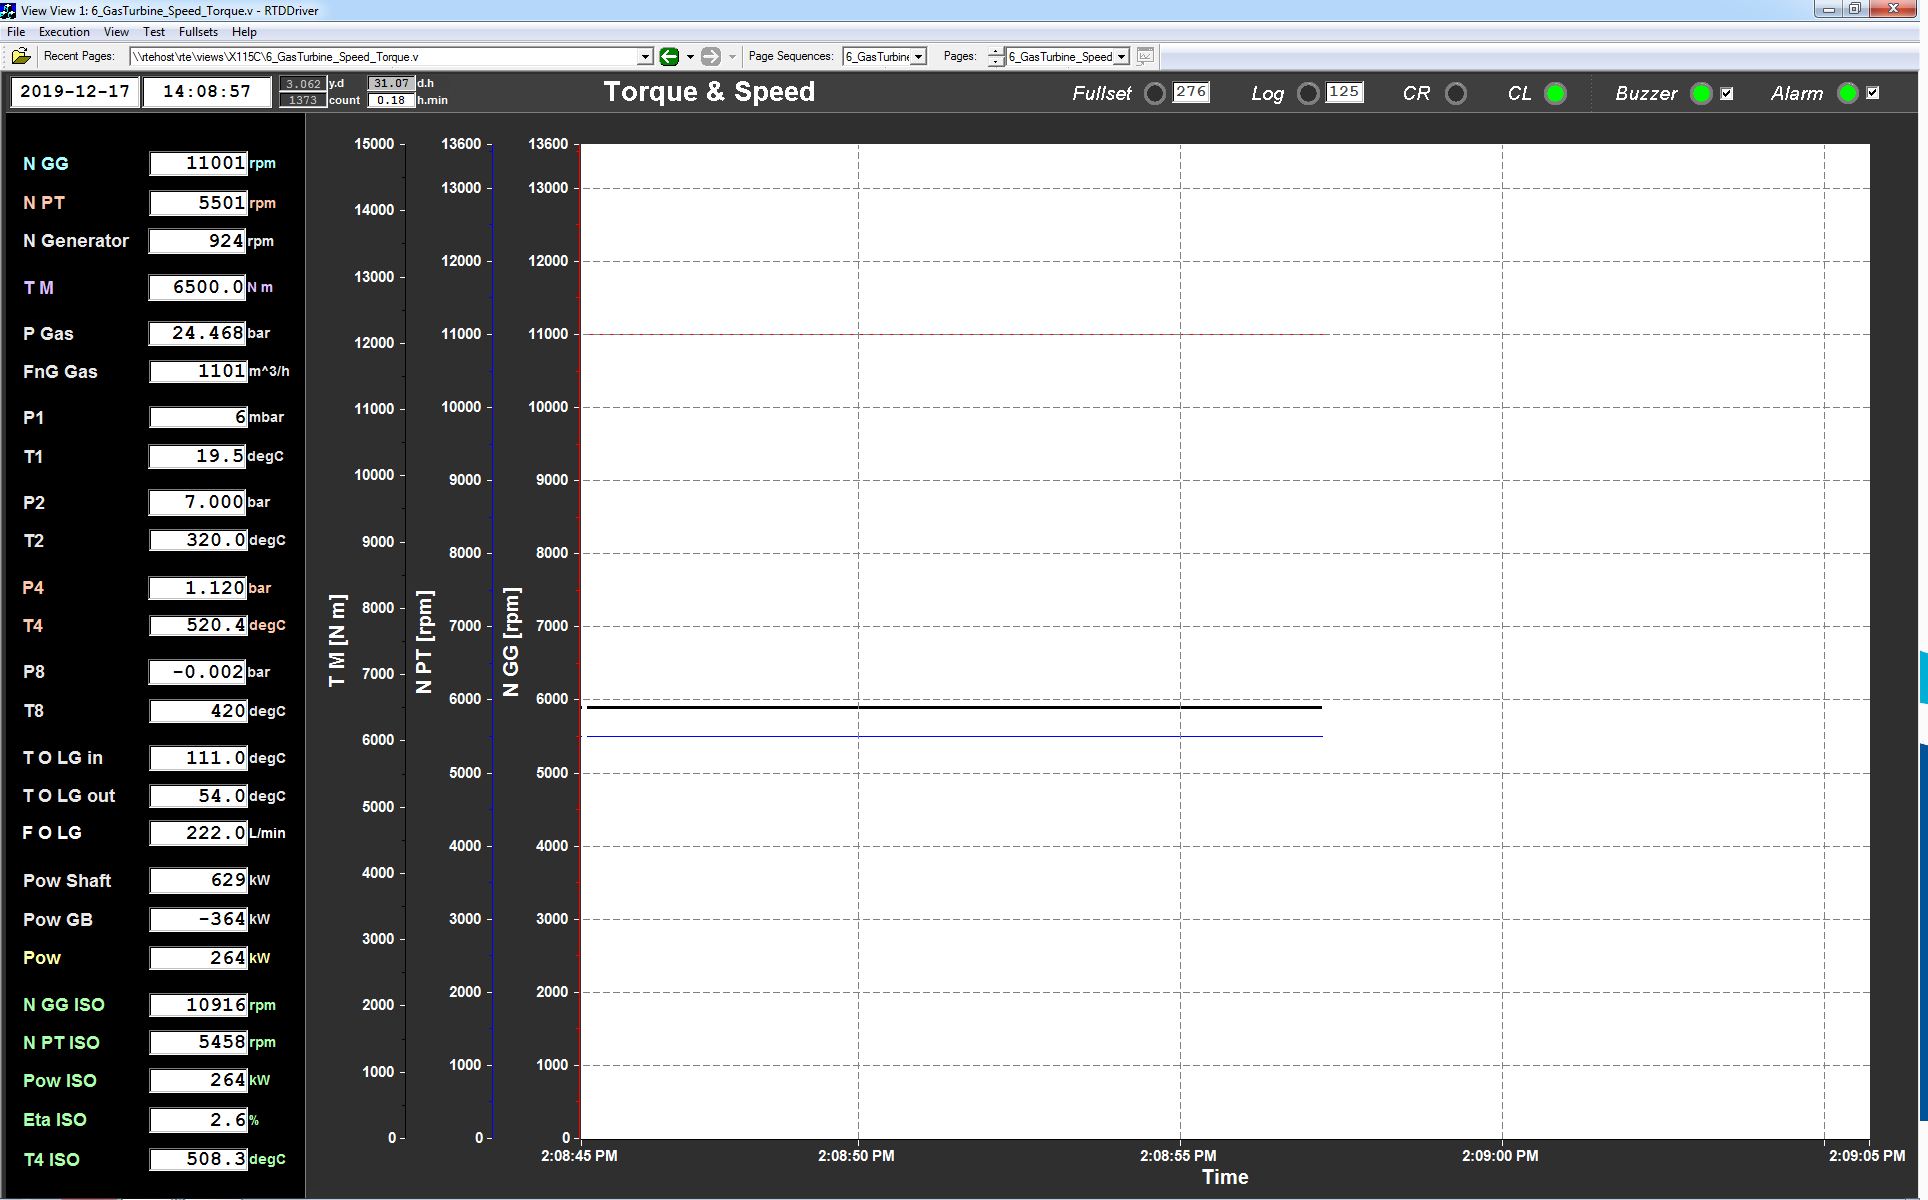 View View 1: 6_GasTurbine_Speed_Torque.v - RTDDriver
File Execution View Test Fullsets Help
Recent Pages: \\rtehost\rte\views\X115C\6_GasTurbine_Speed_Torque.v Page Sequences: 6_GasTurbine Pages: 6_GasTurbine_Speed
2019-12-17 14:08:57 3.062 y.d 31.07 d.h
1373 count 0.18 h.min
Torque & Speed Fullset 276 Log 125 CR CL Buzzer Alarm
N GG 11001 rpm
N PT 5501 rpm
N Generator 924 rpm
T M 6500.0 N m
P Gas 24.468 bar
FnG Gas 1101 m^3/h
P1 6 mbar
T1 19.5 degC
P2 7.000 bar
T2 320.0 degC
P4 1.120 bar
T4 520.4 degC
P8 -0.002 bar
T8 420 degC
T O LG in 111.0 degC
T O LG out 54.0 degC
F O LG 222.0 L/min
Pow Shaft 629 kW
Pow GB -364 kW
Pow 264 kW
N GG ISO 10916 rpm
N PT ISO 5458 rpm
Pow ISO 264 kW
Eta ISO 2.6 %
T4 ISO 508.3 degC
T M [N m]
15000
14000
13000
12000
11000
10000
9000
8000
7000
6000
5000
4000
3000
2000
1000
0
N PT [rpm]
13600
13000
12000
11000
10000
9000
8000
7000
6000
5000
4000
3000
2000
1000
0
N GG [rpm]
13600
13000
12000
11000
10000
9000
8000
7000
6000
5000
4000
3000
2000
1000
0
2:08:45 PM 2:08:50 PM 2:08:55 PM 2:09:00 PM 2:09:05 PM
Time